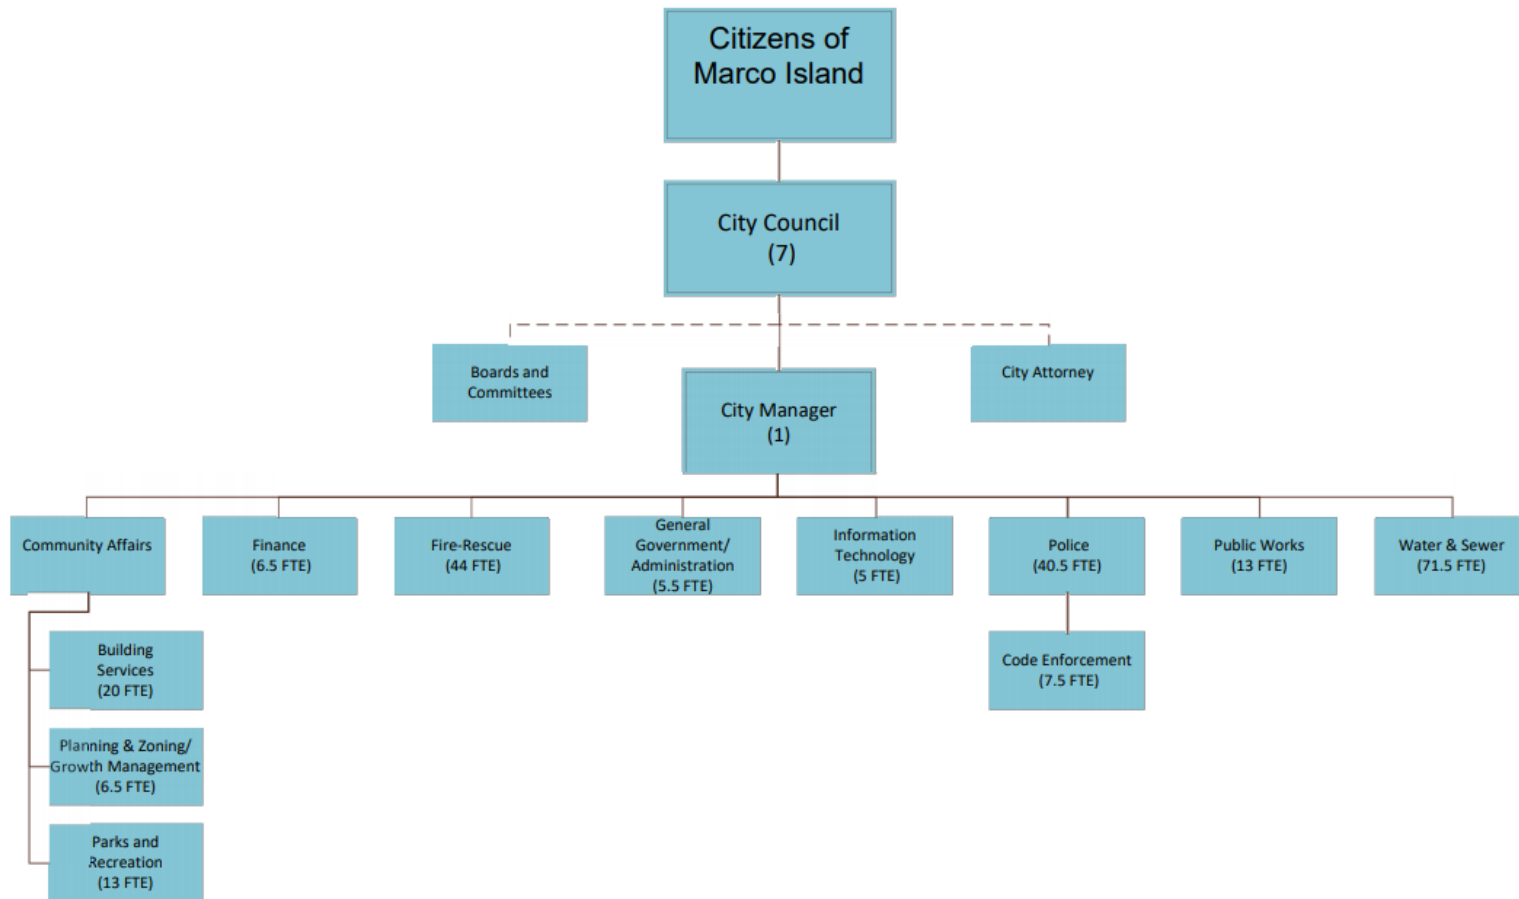 Citizens of
Marco Island
City Council
(7)
Boards and
Committees
City Attorney
City Manager
(1)
Community Affairs
Finance
(6.5 FTE)
Fire-Rescue
(44 FTE)
General
Government/
Administration
(5.5 FTE)
Information
Technology
(5 FTE)
Police
(40.5 FTE)
Public Works
(13 FTE)
Water & Sewer
(71.5 FTE)
Building
Services
(20 FTE)
Code Enforcement
(7.5 FTE)
Planning & Zoning/
Growth Management
(6.5 FTE)
Parks and
Recreation
(13 FTE)